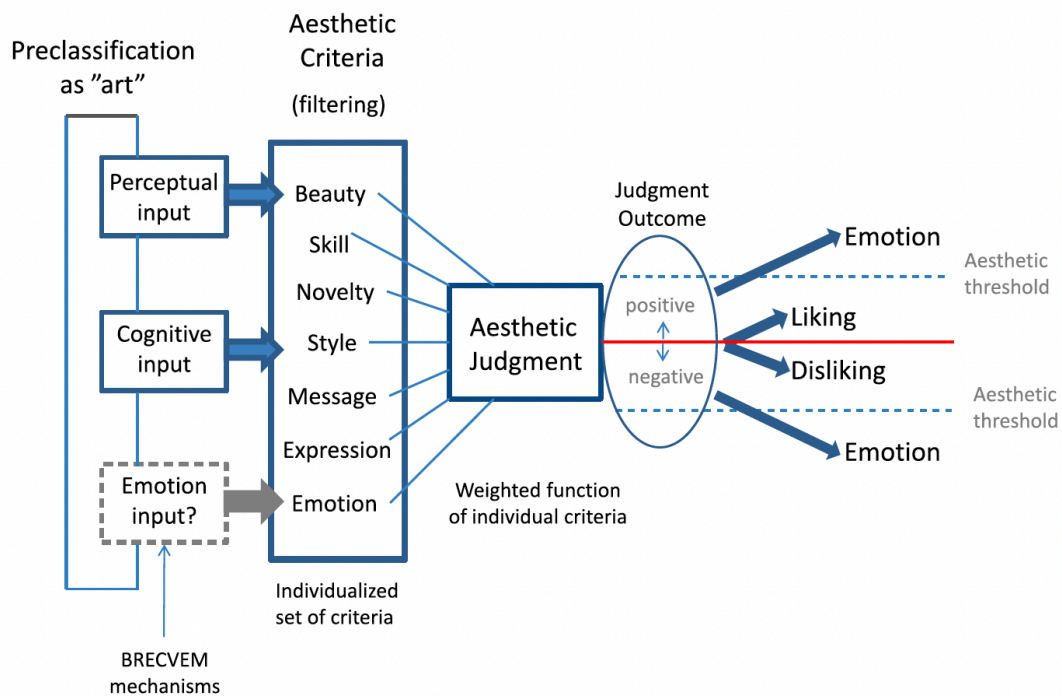 Preclassification
as ”art”
Aesthetic
Criteria
(filtering)
Perceptual
input
Cognitive
input
Emotion
input?
BRECVEM
mechanisms
Beauty
Skill
Novelty
Style
Message
Expression
Emotion
Individualized
set of criteria
Aesthetic
Judgment
Weighted function
of individual criteria
Judgment
Outcome
positive
negative
Emotion
Aesthetic
threshold
Liking
Disliking
Aesthetic
threshold
Emotion